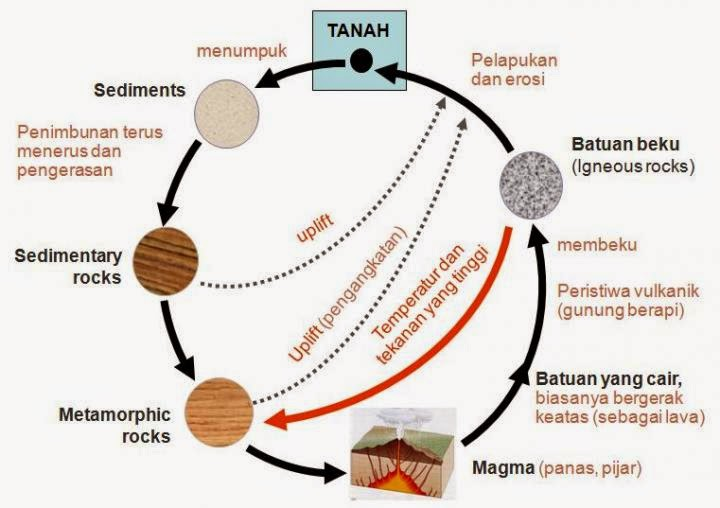 TANAH
menumpuk
Pelapukan
dan erosi
Sediments
Penimbunan terus
menerus dan
pengerasan
Batuan beku
(Igneous rocks)
uplift
Sedimentary
rocks
Uplift (pengangkatan)
Temperatur dan
tekanan yang tinggi
membeku
Peristiwa vulkanik
(gunung berapi)
Batuan yang cair,
biasanya bergerak
keatas (sebagai lava)
Metamorphic
rocks
Magma (panas, pijar)